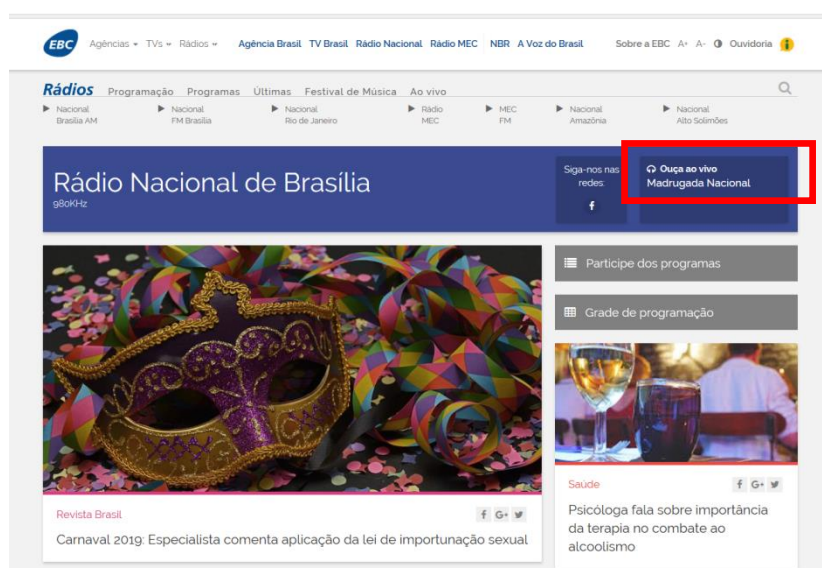 EBC Agências TVs Rádios Agência Brasil TV Brasil Rádio Nacional Rádio MEC NBR A Voz do Brasil Sobre a EBC A+ A- Ouvidoria i
Rádios Programação Programas Últimas Festival de Música Ao vivo
Nacional Brasília AM
Nacional FM Brasília
Nacional Rio de Janeiro
Rádio MEC
MEC FM
Nacional Amazônia
Nacional Alto Solimões
Rádio Nacional de Brasília
980KHz
Siga-nos nas
redes:
f
Ouça ao vivo
Madrugada Nacional
Participe dos programas
Grade de programação
Revista Brasil
f G+
Carnaval 2019: Especialista comenta aplicação da lei de importunação sexual
Saúde
f G+
Psicóloga fala sobre importância
da terapia no combate ao
alcoolismo